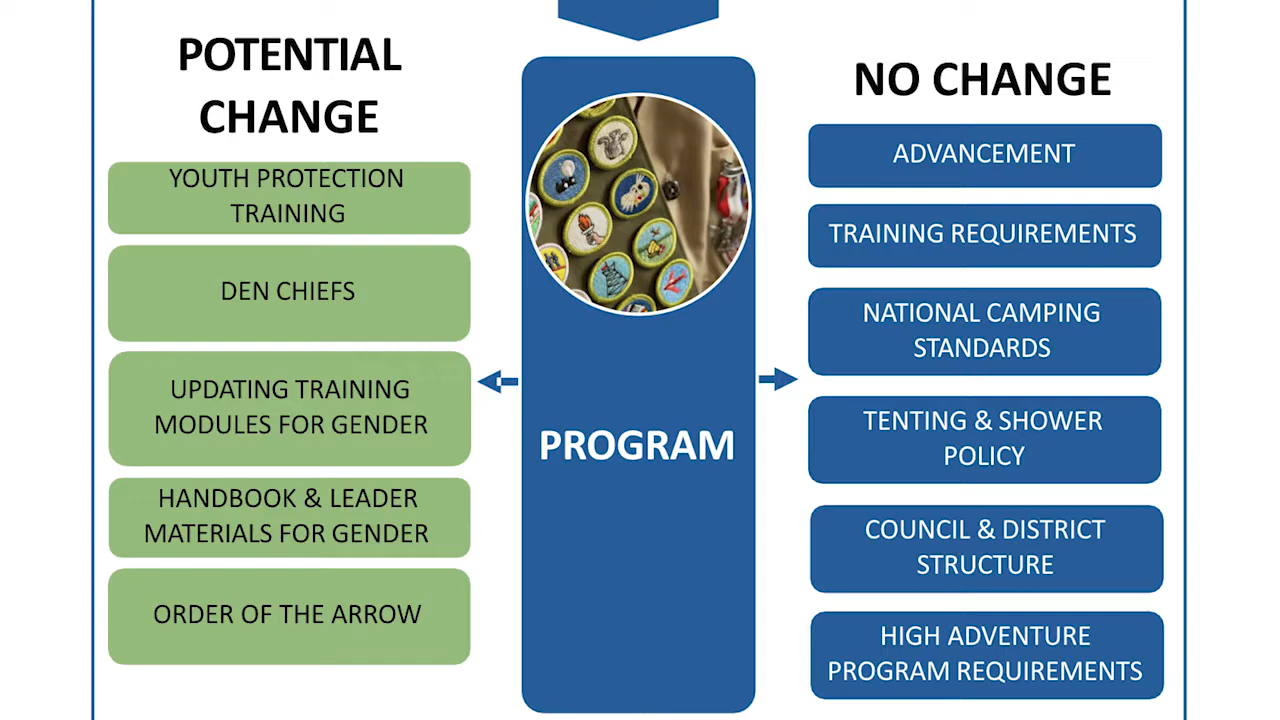 POTENTIAL
CHANGE
YOUTH PROTECTION
TRAINING
DEN CHIEFS
UPDATING TRAINING
MODULES FOR GENDER
HANDBOOK & LEADER
MATERIALS FOR GENDER
ORDER OF THE ARROW
PROGRAM
NO CHANGE
ADVANCEMENT
TRAINING REQUIREMENTS
NATIONAL CAMPING
STANDARDS
TENTING & SHOWER
POLICY
COUNCIL & DISTRICT
STRUCTURE
HIGH ADVENTURE
PROGRAM REQUIREMENTS